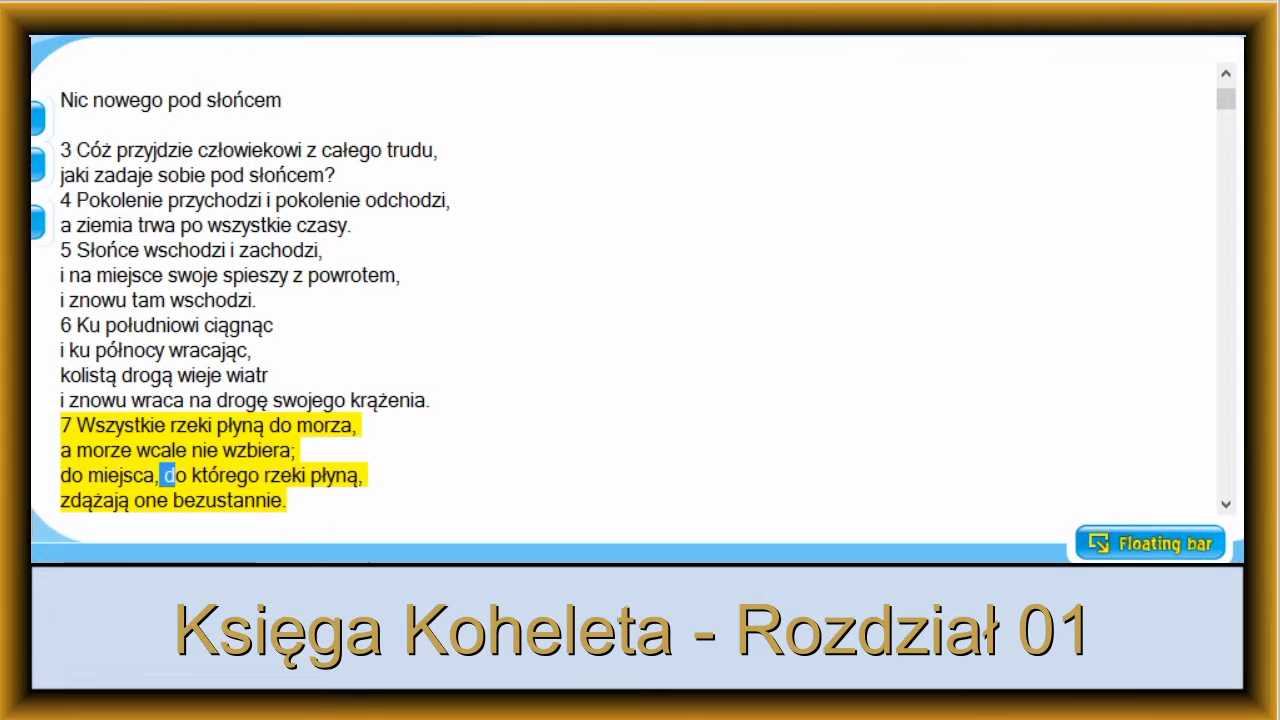 Nic nowego pod słońcem
3 Cóż przyjdzie człowiekowi z całego trudu,
jaki zadaje sobie pod słońcem?
4 Pokolenie przychodzi i pokolenie odchodzi,
a ziemia trwa po wszystkie czasy.
5 Słońce wschodzi i zachodzi,
i na miejsce swoje spieszy z powrotem,
i znowu tam wschodzi.
6 Ku południowi ciągnąc
i ku północy wracając,
kolistą drogą wieje wiatr
i znowu wraca na drogę swojego krążenia.
7 Wszystkie rzeki płyną do morza,
a morze wcale nie wzbiera;
do miejsca, do którego rzeki płyną,
zdążają one bezustannie.
Floating bar
Księga Koheleta - Rozdział 01